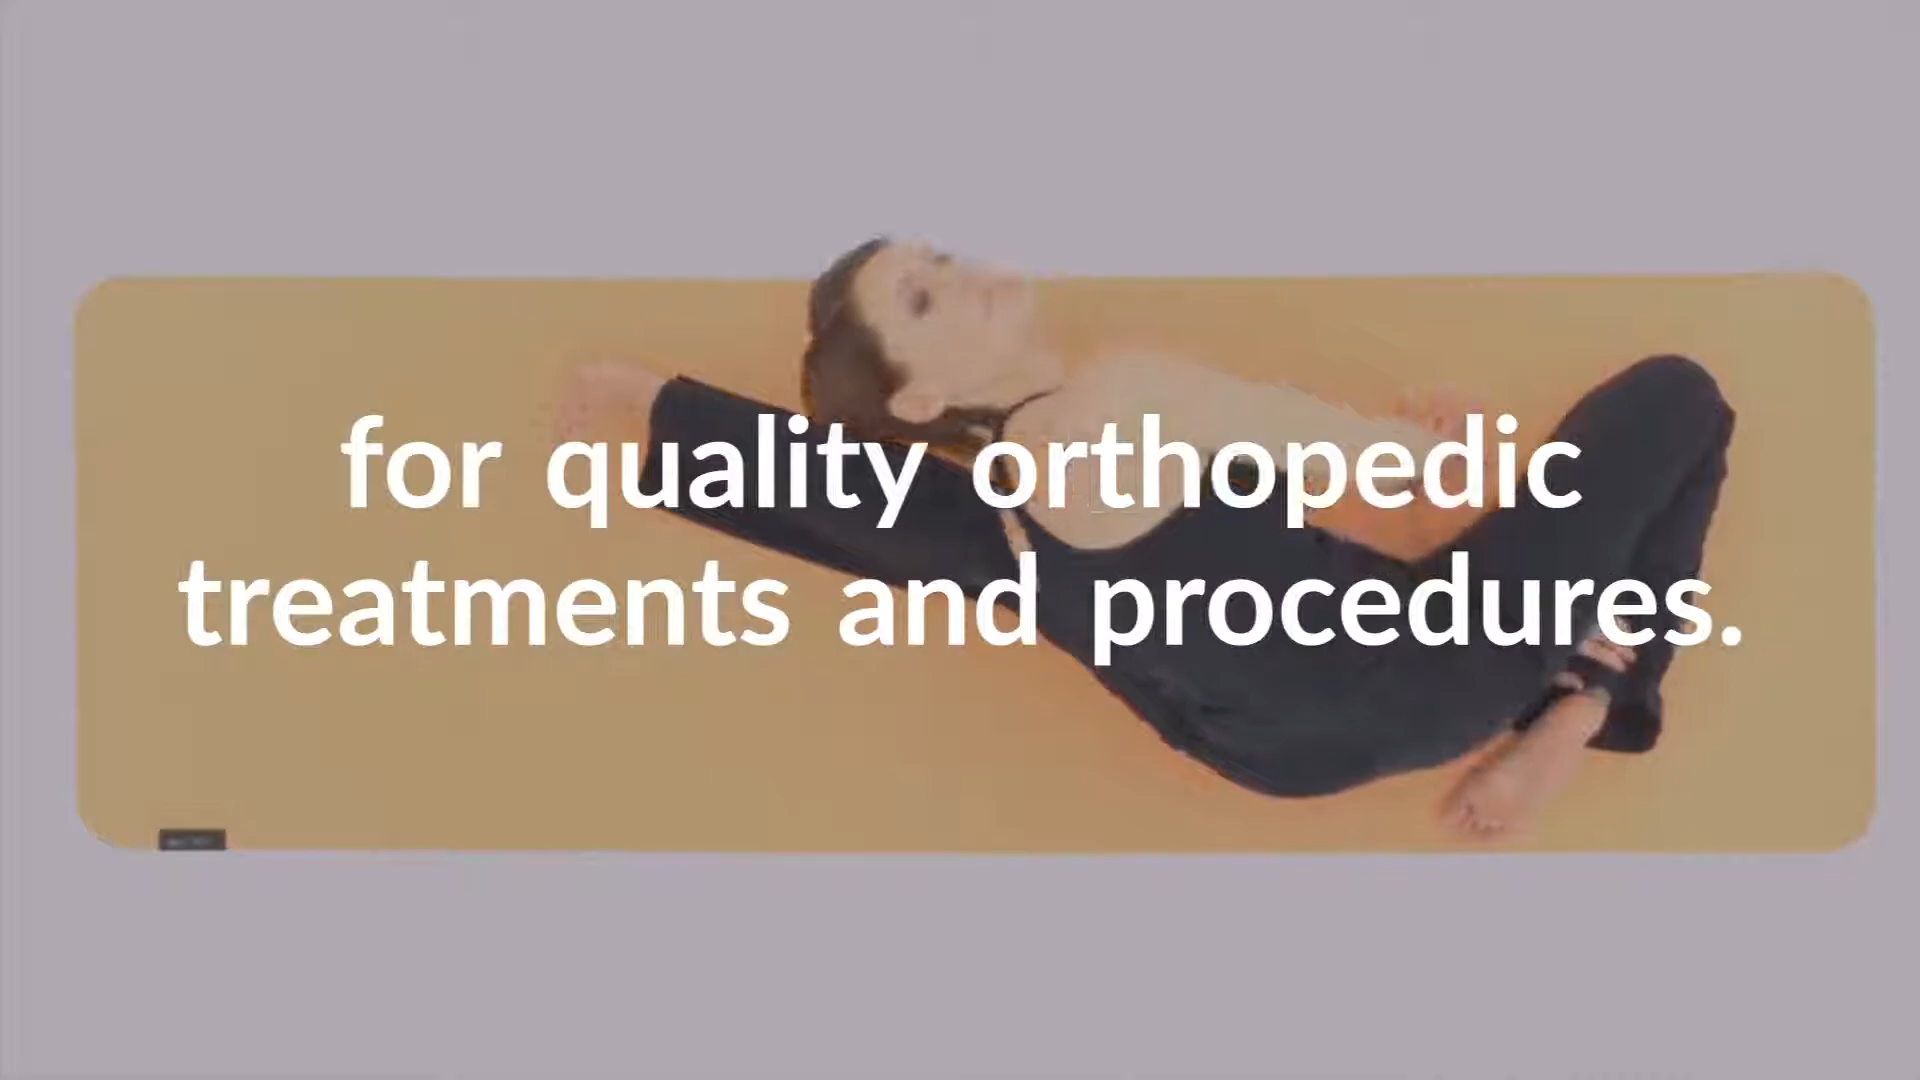 for quality orthopedic
treatments and procedures.